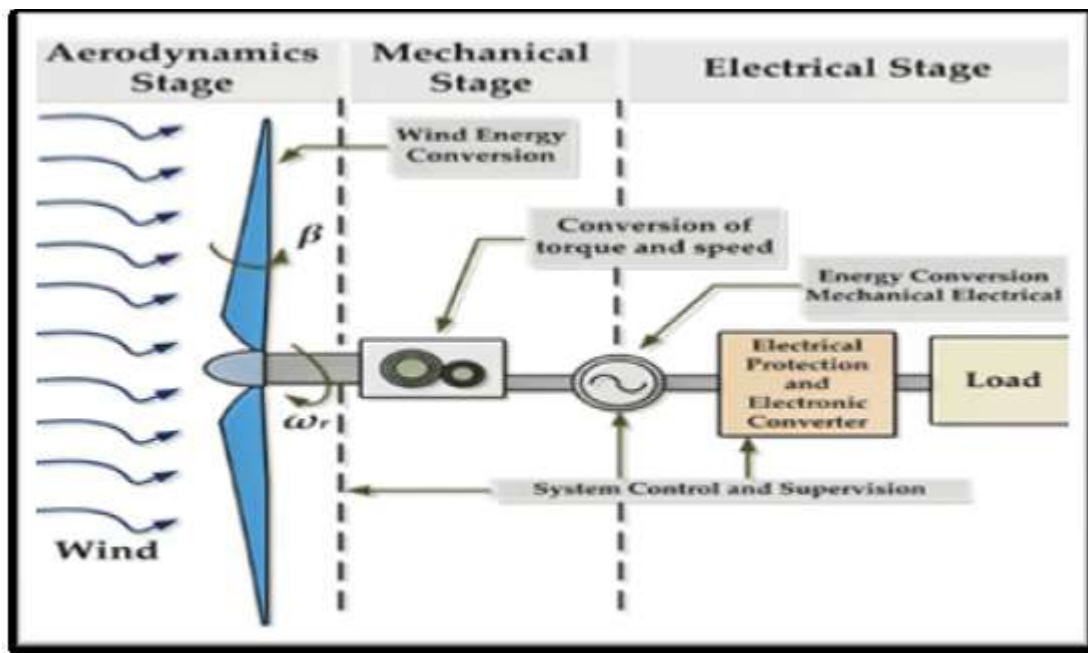 Aerodynamics
Stage
Mechanical
Stage
Electrical Stage
Wind Energy
Conversion
β
Conversion of
torque and speed
Energy Conversion
Mechanical Electrical
Electrical
Protection
and
Electronic
Converter
Load
ωr
System Control and Supervision
Wind